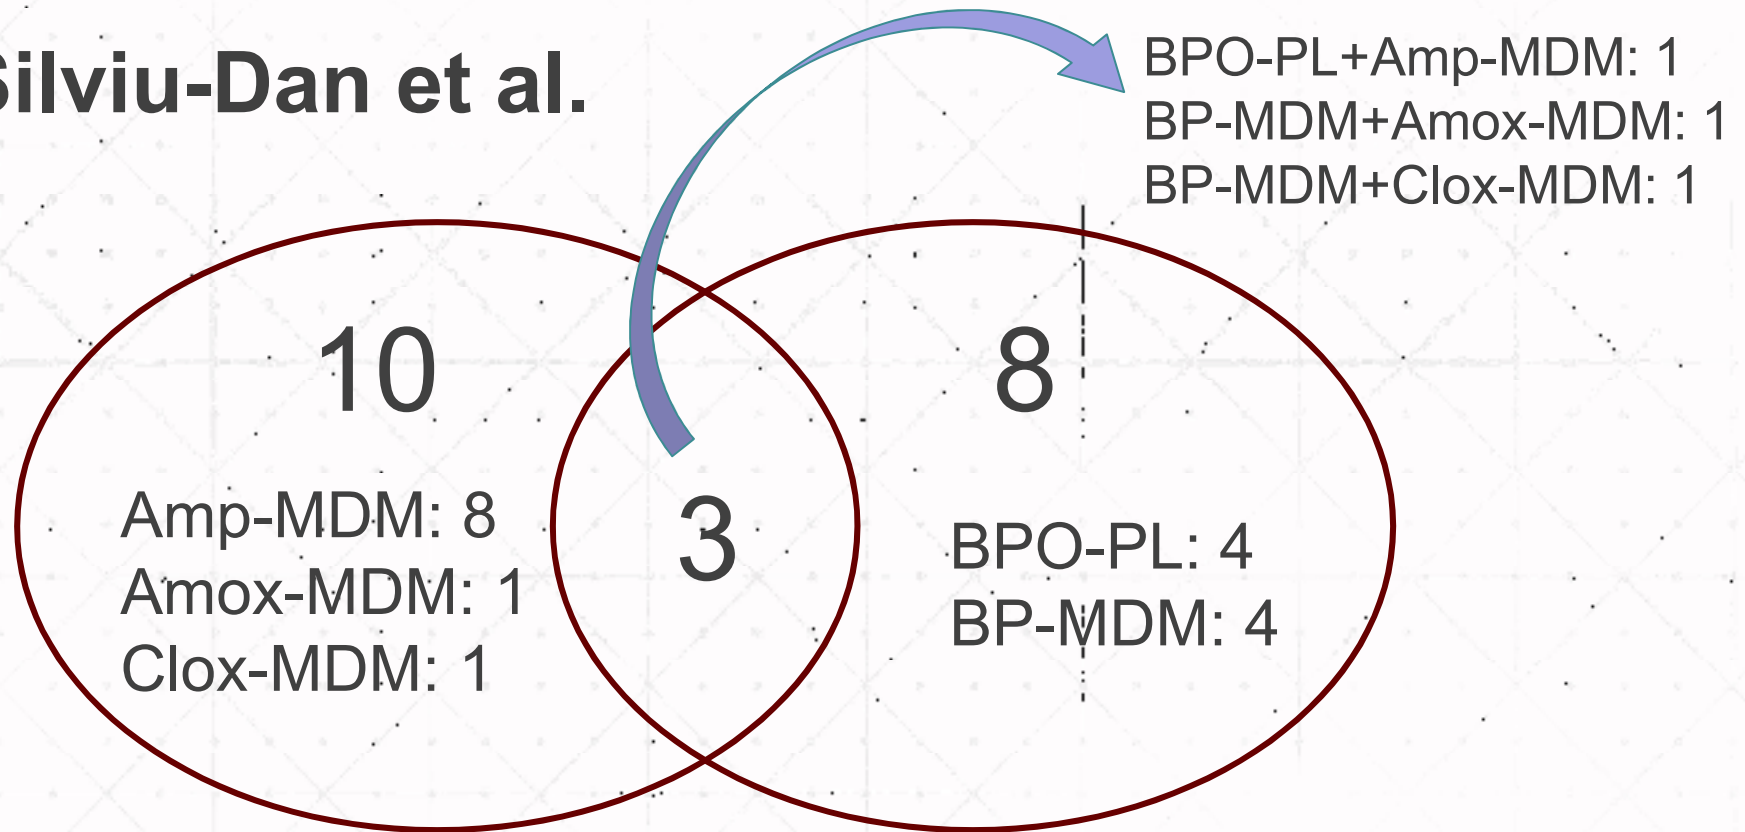 Silviu-Dan et al.
BPO-PL+Amp-MDM: 1
BP-MDM+Amox-MDM: 1
BP-MDM+Clox-MDM: 1
10
8
3
Amp-MDM: 8
Amox-MDM: 1
Clox-MDM: 1
BPO-PL: 4
BP-MDM: 4